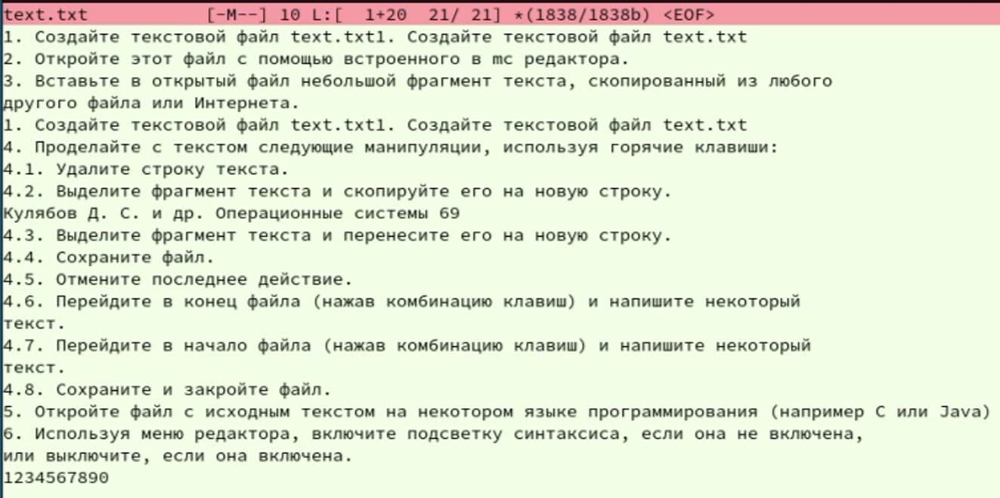 text.txt [-M--] 10 L:[ 1+20 21/ 21] *(1838/1838b) <EOF>
1. Создайте текстовой файл text.txt1. Создайте текстовой файл text.txt
2. Откройте этот файл с помощью встроенного в mc редактора.
3. Вставьте в открытый файл небольшой фрагмент текста, скопированный из любого
другого файла или Интернета.
1. Создайте текстовой файл text.txt1. Создайте текстовой файл text.txt
4. Проделайте с текстом следующие манипуляции, используя горячие клавиши:
4.1. Удалите строку текста.
4.2. Выделите фрагмент текста и скопируйте его на новую строку.
Кулябов Д. С. и др. Операционные системы 69
4.3. Выделите фрагмент текста и перенесите его на новую строку.
4.4. Сохраните файл.
4.5. Отмените последнее действие.
4.6. Перейдите в конец файла (нажав комбинацию клавиш) и напишите некоторый
текст.
4.7. Перейдите в начало файла (нажав комбинацию клавиш) и напишите некоторый
текст.
4.8. Сохраните и закройте файл.
5. Откройте файл с исходным текстом на некотором языке программирования (например C или Java)
6. Используя меню редактора, включите подсветку синтаксиса, если она не включена,
или выключите, если она включена.
1234567890